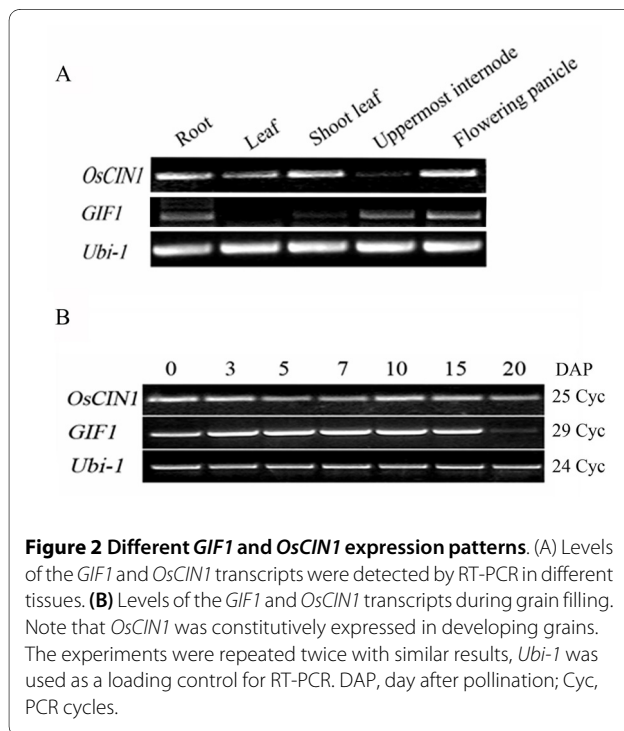 A
Root Leaf Shoot leaf Uppermost internode Flowering panicle
OsCIN1
GIF1
Ubi-1
B
0 3 5 7 10 15 20 DAP
OsCIN1 25 Cyc
GIF1 29 Cyc
Ubi-1 24 Cyc
Figure 2 Different GIF1 and OsCIN1 expression patterns. (A) Levels
of the GIF1 and OsCIN1 transcripts were detected by RT-PCR in different
tissues. (B) Levels of the GIF1 and OsCIN1 transcripts during grain filling.
Note that OsCIN1 was constitutively expressed in developing grains.
The experiments were repeated twice with similar results, Ubi-1 was
used as a loading control for RT-PCR. DAP, day after pollination; Cyc,
PCR cycles.